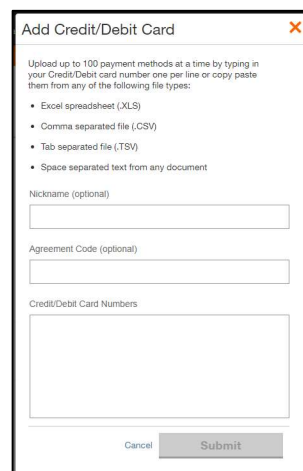 Add Credit/Debit Card
Upload up to 100 payment methods at a time by typing in
your Credit/Debit card number one per line or copy paste
them from any of the following file types:
• Excel spreadsheet (.XLS)
• Comma separated file (.CSV)
• Tab separated file (.TSV)
• Space separated text from any document
Nickname (optional)
Agreement Code (optional)
Credit/Debit Card Numbers
Cancel Submit